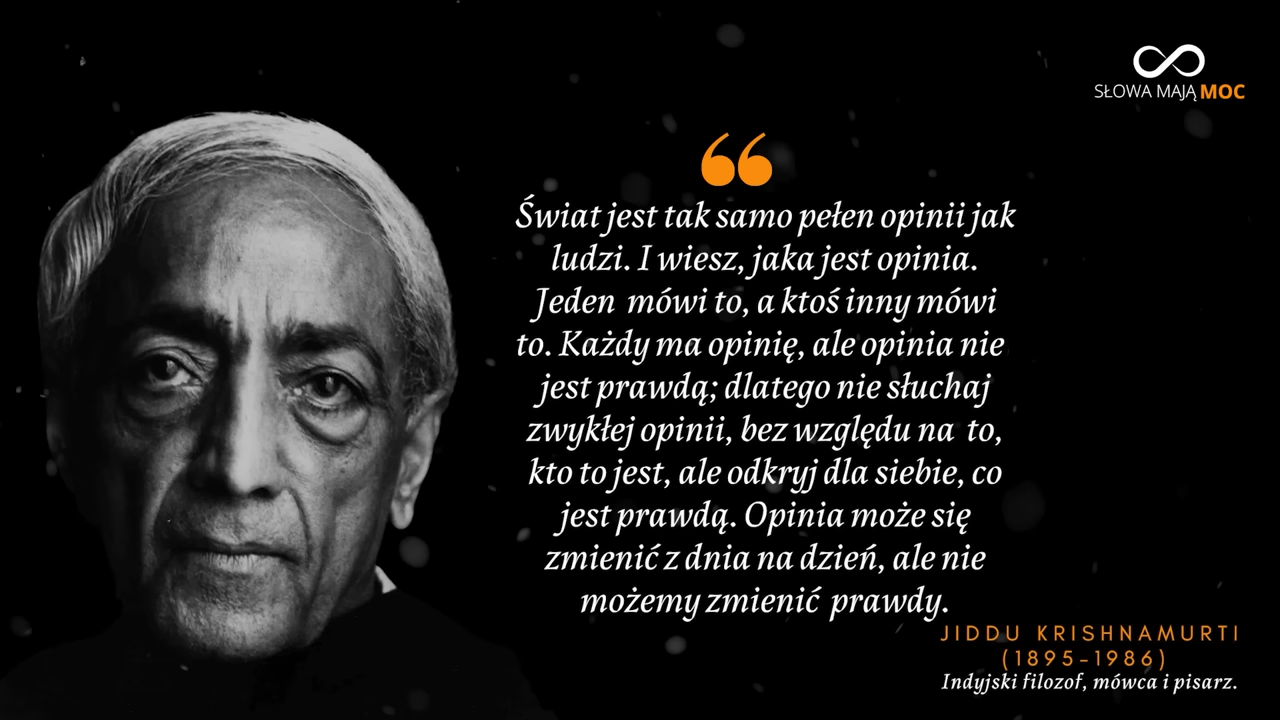 SŁOWA MAJĄ MOC
Świat jest tak samo pełen opinii jak
ludzi. I wiesz, jaka jest opinia.
Jeden mówi to, a ktoś inny mówi
to. Każdy ma opinię, ale opinia nie
jest prawdą; dlatego nie słuchaj
zwykłej opinii, bez względu na to,
kto to jest, ale odkryj dla siebie, co
jest prawdą. Opinia może się
zmienić z dnia na dzień, ale nie
możemy zmienić prawdy.
JIDDU KRISHNAMURTI
(1895-1986)
Indyjski filozof, mówca i pisarz.